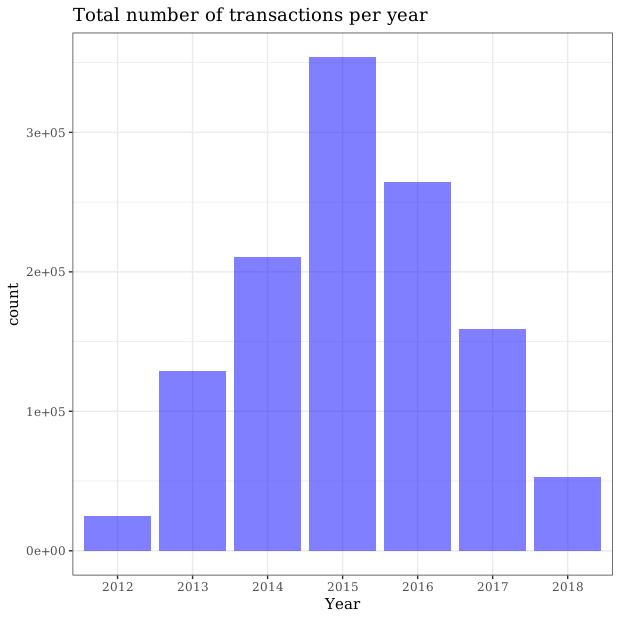 Total number of transactions per year
count
3e+05
2e+05
1e+05
0e+00
2012 2013 2014 2015 2016 2017 2018
Year